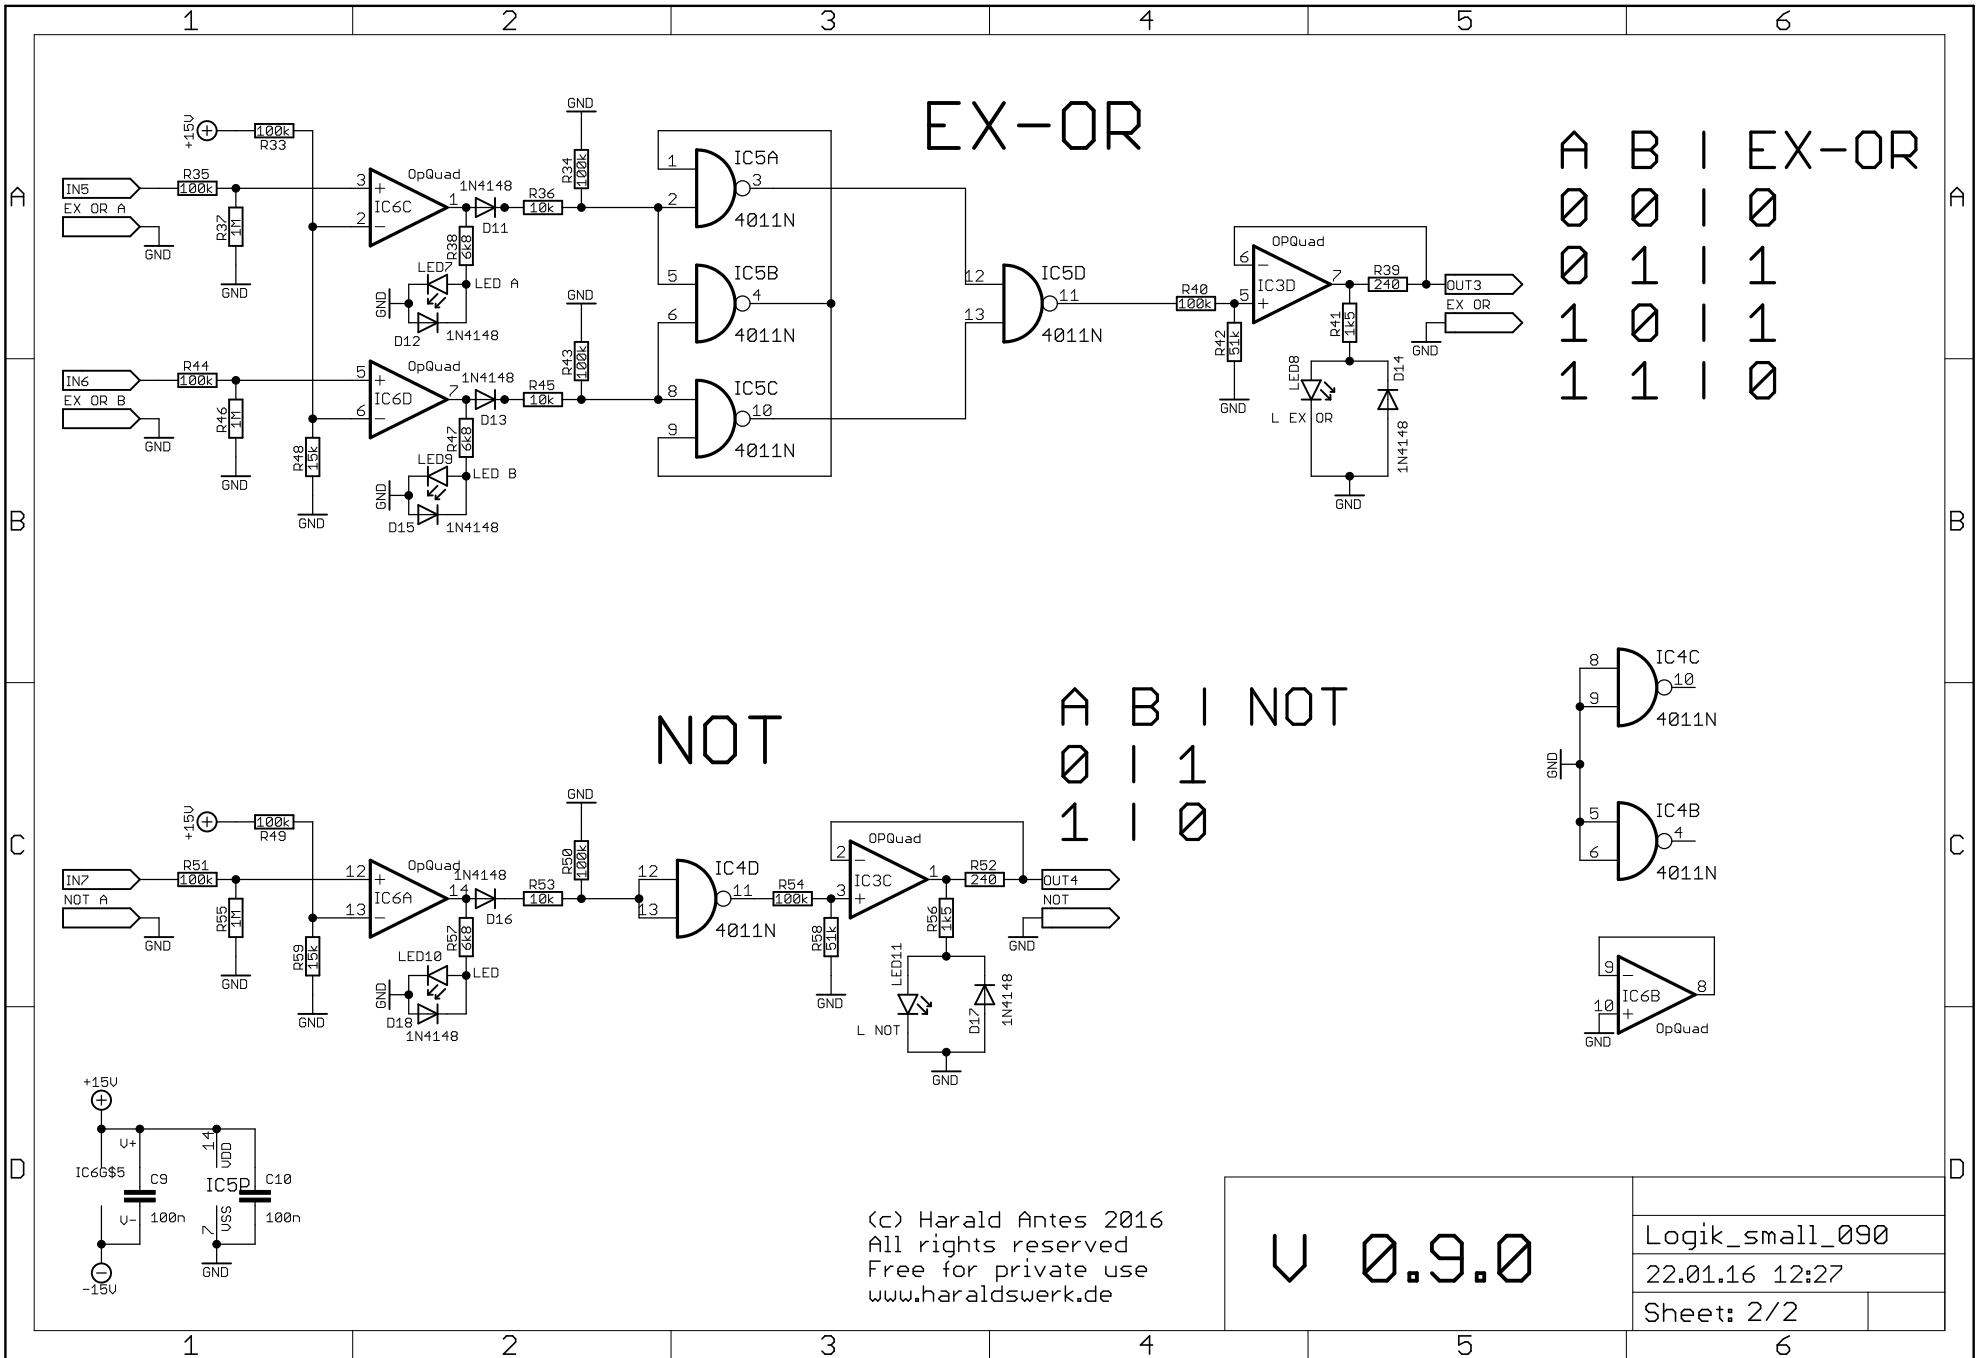 1 2 3 4 5 6
A
B
C
D
EX-OR
A B | EX-OR
0 0 | 0
0 1 | 1
1 0 | 1
1 1 | 0
+15V
100k
R33
IN5
EX OR A
GND
R35
100k
R37
1M
GND
3
2
OpQuad
IC6C
1
1N4148
D11
R38
6k8
LED7
LED A
GND
D12
1N4148
R36
10k
GND
R34
100k
1
2
IC5A
3
4011N
5
6
IC5B
4
4011N
8
9
IC5C
10
4011N
IN6
EX OR B
GND
R44
100k
R46
1M
GND
R48
15k
GND
5
6
OpQuad
IC6D
7
1N4148
D13
R47
6k8
LED9
LED B
GND
D15
1N4148
R45
10k
GND
R43
100k
12
13
IC5D
11
4011N
R40
100k
R42
51k
GND
6
5
OPQuad
IC3D
7
R39
240
R41
1k5
OUT3
EX OR
GND
LED8
L EX OR
D14
1N4148
GND
NOT
A B | NOT
0 | 1
1 | 0
+15V
100k
R49
IN7
NOT A
GND
R51
100k
R55
1M
GND
R59
15k
GND
12
13
OpQuad
IC6A
14
1N4148
D16
R57
6k8
LED10
LED
GND
D18
1N4148
R53
10k
GND
R50
100k
12
13
IC4D
11
4011N
R54
100k
R58
51k
GND
2
3
OPQuad
IC3C
1
R52
240
R56
1k5
OUT4
NOT
GND
LED11
L NOT
D17
1N4148
GND
8
9
IC4C
10
4011N
GND
5
6
IC4B
4
4011N
9
10
IC6B
8
OpQuad
GND
+15V
V+
IC6G$5
V-
-15V
C9
100n
14
VDD
IC5P
7
VSS
GND
C10
100n
(c) Harald Antes 2016
All rights reserved
Free for private use
www.haraldswerk.de
V 0.9.0
Logik_small_090
22.01.16 12:27
Sheet: 2/2
A
B
C
D
1 2 3 4 5 6